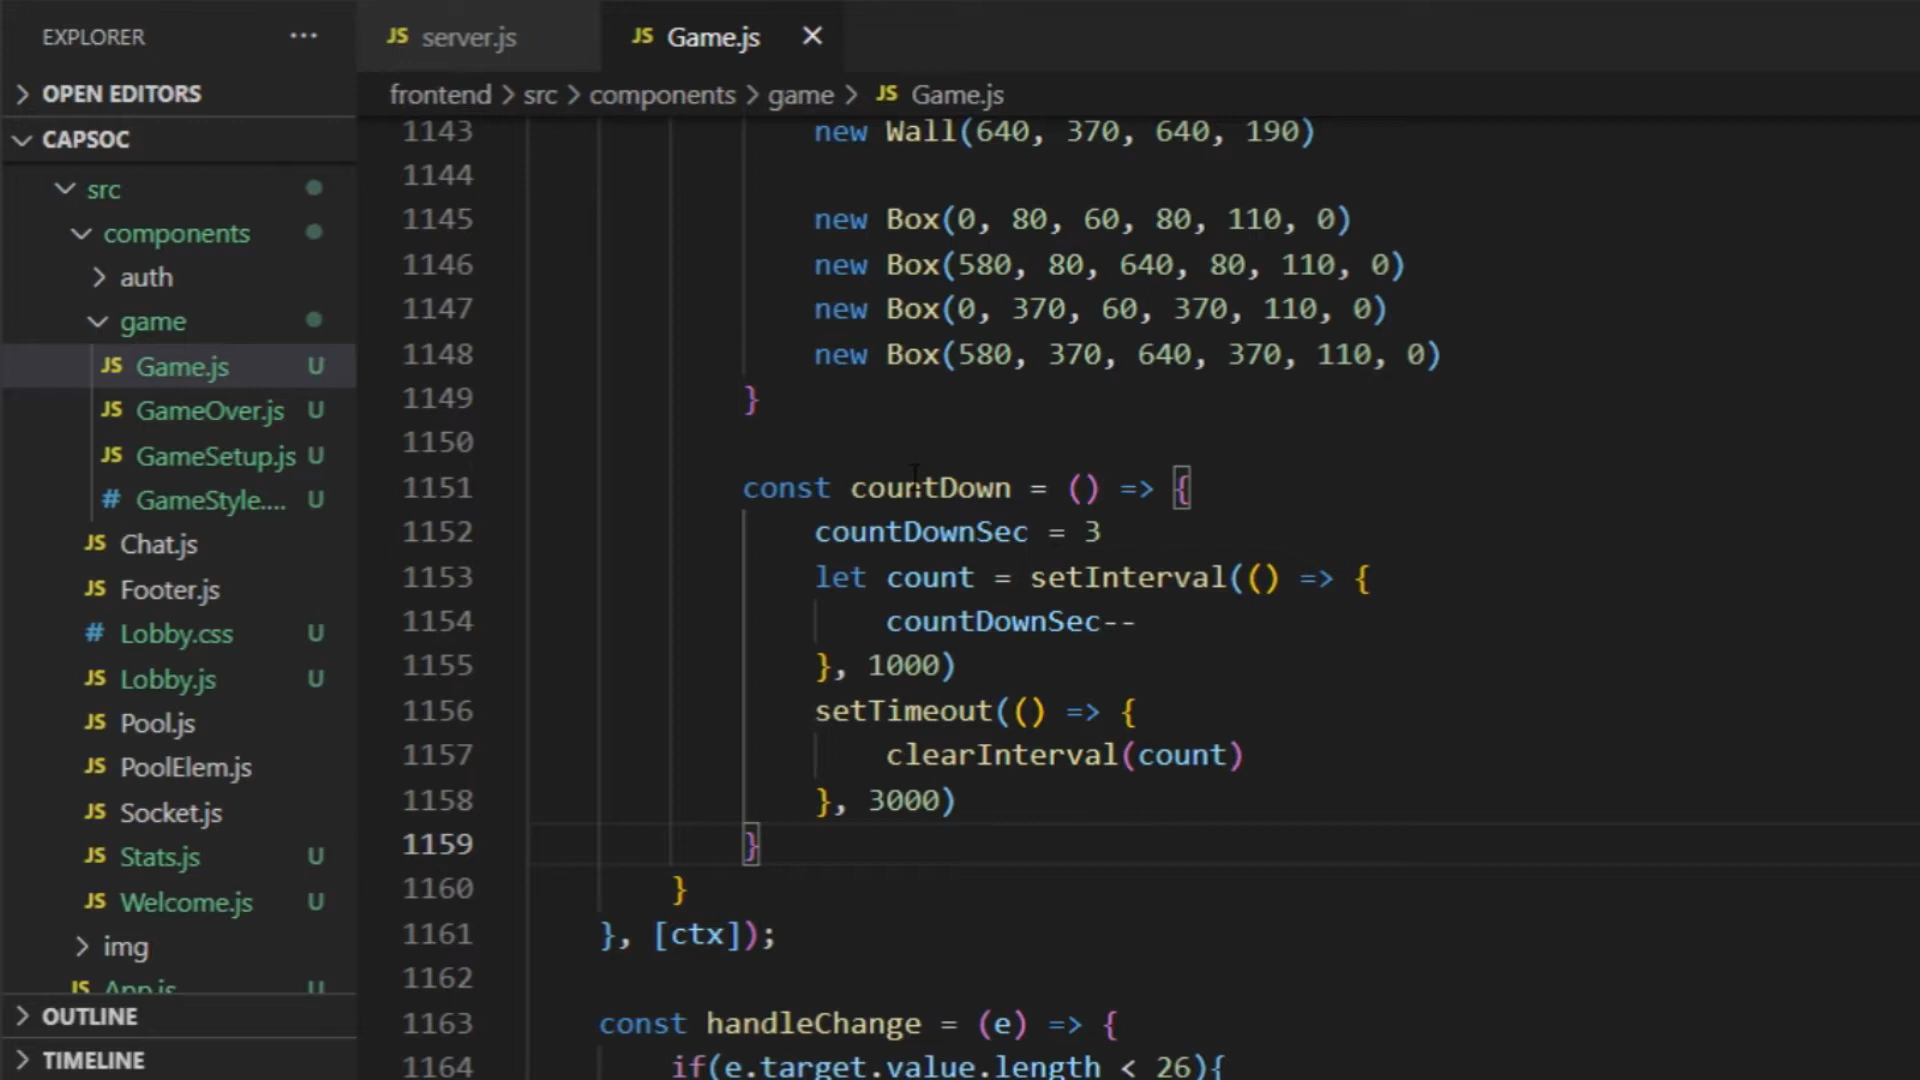 EXPLORER ...
OPEN EDITORS
CAPSOC
src
components
auth
game
JS Game.js U
JS GameOver.js U
JS GameSetup.js U
# GameStyle.... U
JS Chat.js
JS Footer.js
# Lobby.css U
JS Lobby.js U
JS Pool.js
JS PoolElem.js
JS Socket.js
JS Stats.js U
JS Welcome.js U
img
JS App.js U
OUTLINE
TIMELINE
JS server.js
JS Game.js ×
frontend > src > components > game > JS Game.js
1143 new Wall(640, 370, 640, 190)
1144
1145 new Box(0, 80, 60, 80, 110, 0)
1146 new Box(580, 80, 640, 80, 110, 0)
1147 new Box(0, 370, 60, 370, 110, 0)
1148 new Box(580, 370, 640, 370, 110, 0)
1149 }
1150
1151 const countDown = () => {
1152 countDownSec = 3
1153 let count = setInterval(() => {
1154 countDownSec--
1155 }, 1000)
1156 setTimeout(() => {
1157 clearInterval(count)
1158 }, 3000)
1159 }
1160 }
1161 }, [ctx]);
1162
1163 const handleChange = (e) => {
1164 if(e.target.value.length < 26){